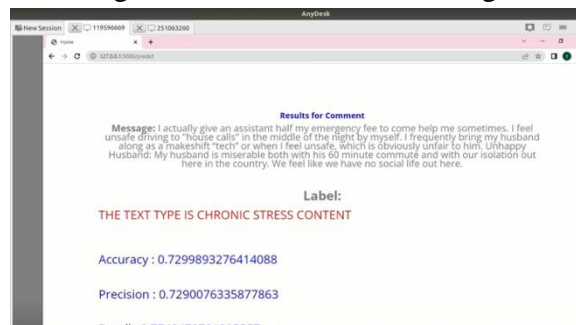 AnyDesk
New Session 119596669 251063260
Home
127.0.0.1:5000/predict
Results for Comment
Message: I actually give an assistant half my emergency fee to come help me sometimes. I feel
unsafe driving to "house calls" in the middle of the night by myself. I frequently bring my husband
along as a makeshift "tech" or when I feel unsafe, which is obviously unfair to him. Unhappy
Husband: My husband is miserable both with his 60 minute commute and with our isolation out
here in the country. We feel like we have no social life out here.
Label:
THE TEXT TYPE IS CHRONIC STRESS CONTENT
Accuracy : 0.7299893276414088
Precision : 0.7290076335877863